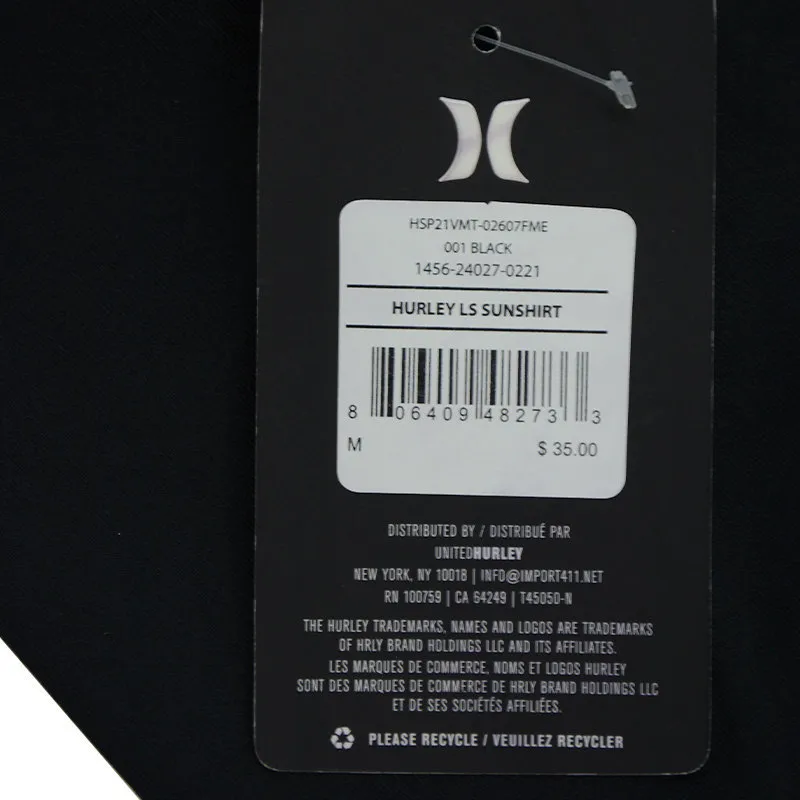 HSP21VMT-02607FME
001 BLACK
1456-24027-0221
HURLEY LS SUNSHIRT
8 06409 48273 3
M $ 35.00
DISTRIBUTED BY / DISTRIBUÉ PAR
UNITEDHURLEY
NEW YORK, NY 10018 | INFO@IMPORT411.NET
RN 100759 | CA 64249 | T45050-N
THE HURLEY TRADEMARKS, NAMES AND LOGOS ARE TRADEMARKS
OF HRLY BRAND HOLDINGS LLC AND ITS AFFILIATES.
LES MARQUES DE COMMERCE, NOMS ET LOGOS HURLEY
SONT DES MARQUES DE COMMERCE DE HRLY BRAND HOLDINGS LLC
ET DE SES SOCIÉTÉS AFFILIÉES.
PLEASE RECYCLE / VEUILLEZ RECYCLER